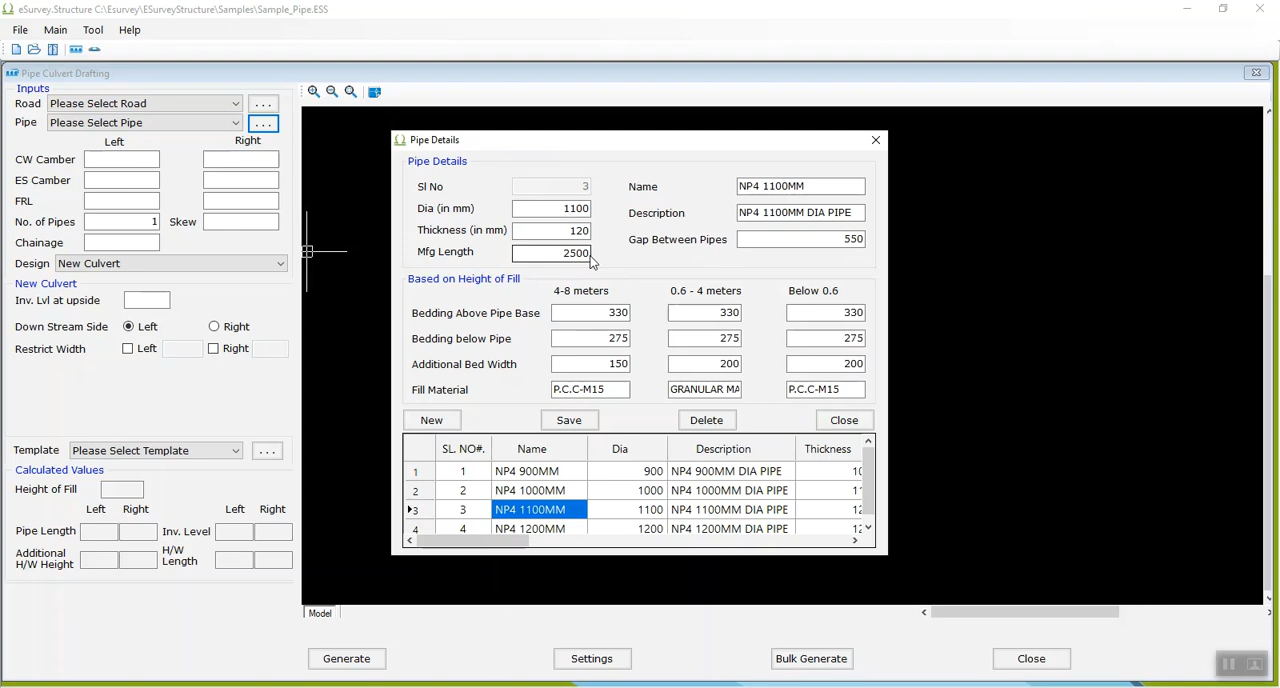 eSurvey.Structure C:\Esurvey\ESurveyStructure\Samples\Sample_Pipe.ESS
File Main Tool Help
Pipe Culvert Drafting
Inputs
Road Please Select Road ...
Pipe Please Select Pipe ...
Left Right
CW Camber
ES Camber
FRL
No. of Pipes 1 Skew
Chainage
Design New Culvert
New Culvert
Inv. Lvl at upside
Down Stream Side Left Right
Restrict Width Left Right
Template Please Select Template ...
Calculated Values
Height of Fill
Left Right Left Right
Pipe Length Inv. Level
Additional H/W Height H/W Length
Pipe Details
Pipe Details
Sl No 3 Name NP4 1100MM
Dia (in mm) 1100 Description NP4 1100MM DIA PIPE
Thickness (in mm) 120 Gap Between Pipes 550
Mfg Length 2500
Based on Height of Fill
4-8 meters 0.6 - 4 meters Below 0.6
Bedding Above Pipe Base 330 330 330
Bedding below Pipe 275 275 275
Additional Bed Width 150 200 200
Fill Material P.C.C-M15 GRANULAR MA P.C.C-M15
New Save Delete Close
SL. NO#. Name Dia Description Thickness
1 1 NP4 900MM 900 NP4 900MM DIA PIPE 10
2 2 NP4 1000MM 1000 NP4 1000MM DIA PIPE 11
3 3 NP4 1100MM 1100 NP4 1100MM DIA PIPE 12
4 4 NP4 1200MM 1200 NP4 1200MM DIA PIPE 12
Model
Generate Settings Bulk Generate Close